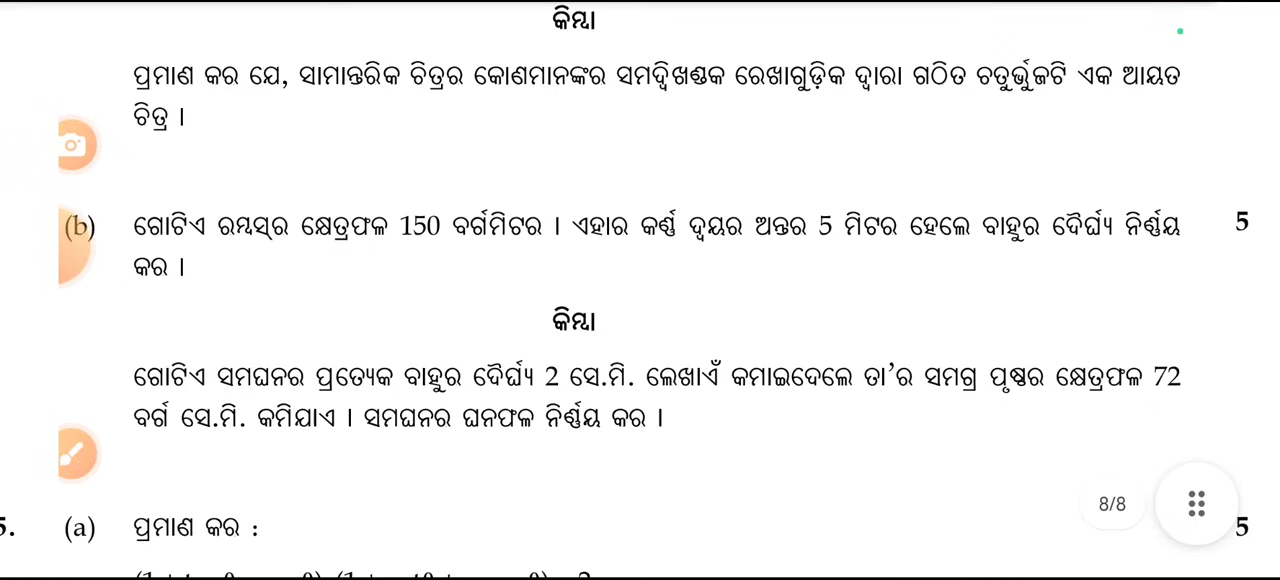 କିମ୍ବା
ପ୍ରମାଣ କର ଯେ, ସାମାନ୍ତରିକ ଚିତ୍ରର କୋଣମାନଙ୍କର ସମଦ୍ୱିଖଣ୍ଡକ ରେଖାଗୁଡ଼ିକ ଦ୍ୱାରା ଗଠିତ ଚତୁର୍ଭୁଜଟି ଏକ ଆୟତ
ଚିତ୍ର ।
(b) ଗୋଟିଏ ରମ୍ବସ୍‌ର କ୍ଷେତ୍ରଫଳ 150 ବର୍ଗମିଟର । ଏହାର କର୍ଣ୍ଣ ଦ୍ୱୟର ଅନ୍ତର 5 ମିଟର ହେଲେ ବାହୁର ଦୈର୍ଘ୍ୟ ନିର୍ଣ୍ଣୟ 5
କର ।
କିମ୍ବା
ଗୋଟିଏ ସମଘନର ପ୍ରତ୍ୟେକ ବାହୁର ଦୈର୍ଘ୍ୟ 2 ସେ.ମି. ଲେଖାଏଁ କମାଇଦେଲେ ତା’ର ସମଗ୍ର ପୃଷ୍ଠର କ୍ଷେତ୍ରଫଳ 72
ବର୍ଗ ସେ.ମି. କମିଯାଏ । ସମଘନର ଘନଫଳ ନିର୍ଣ୍ଣୟ କର ।
8/8
5. (a) ପ୍ରମାଣ କର : 5